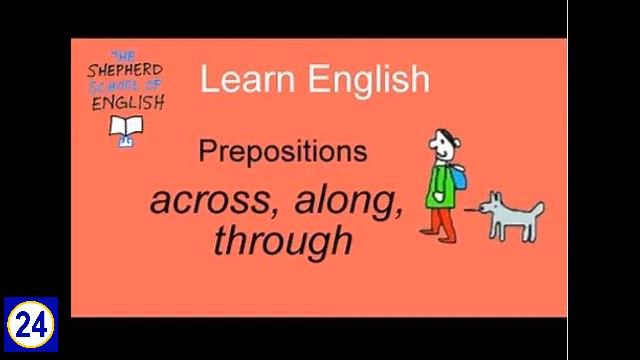 THE
SHEPHERD
SCHOOL OF
ENGLISH
Learn English
Prepositions
across, along,
through
24